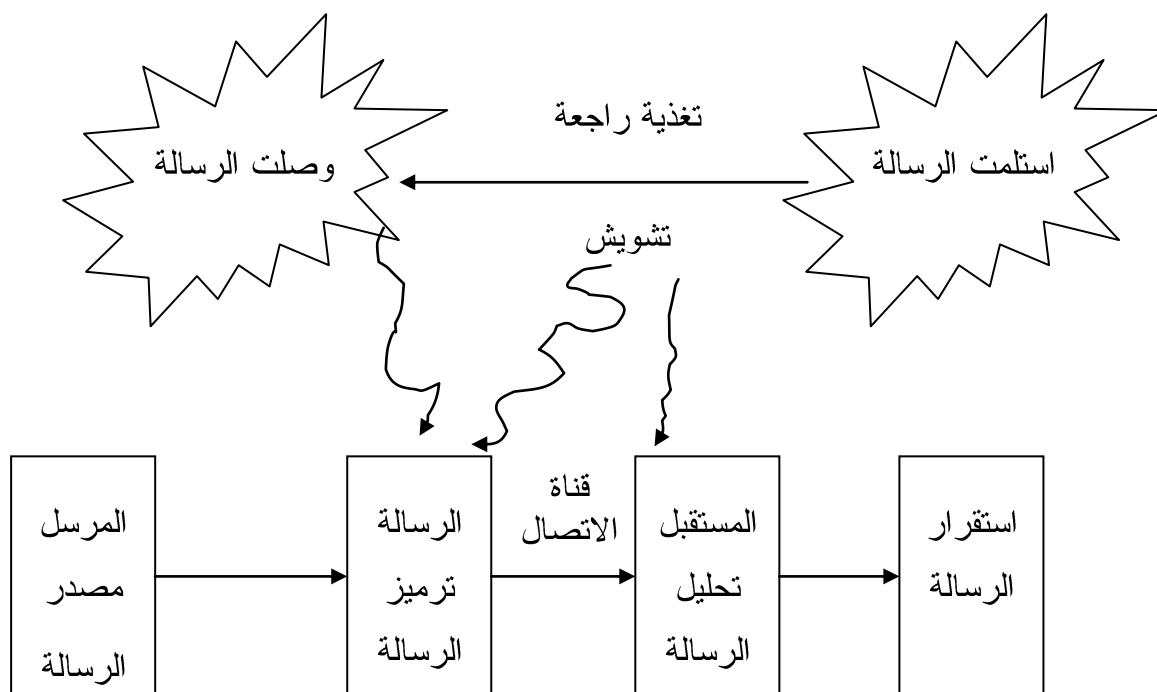 تغذية راجعة
استلمت الرسالة
وصلت الرسالة
تشويش
المرسل
مصدر
الرسالة
الرسالة
ترميز
الرسالة
قناة
الاتصال
المستقبل
تحليل
الرسالة
استقرار
الرسالة